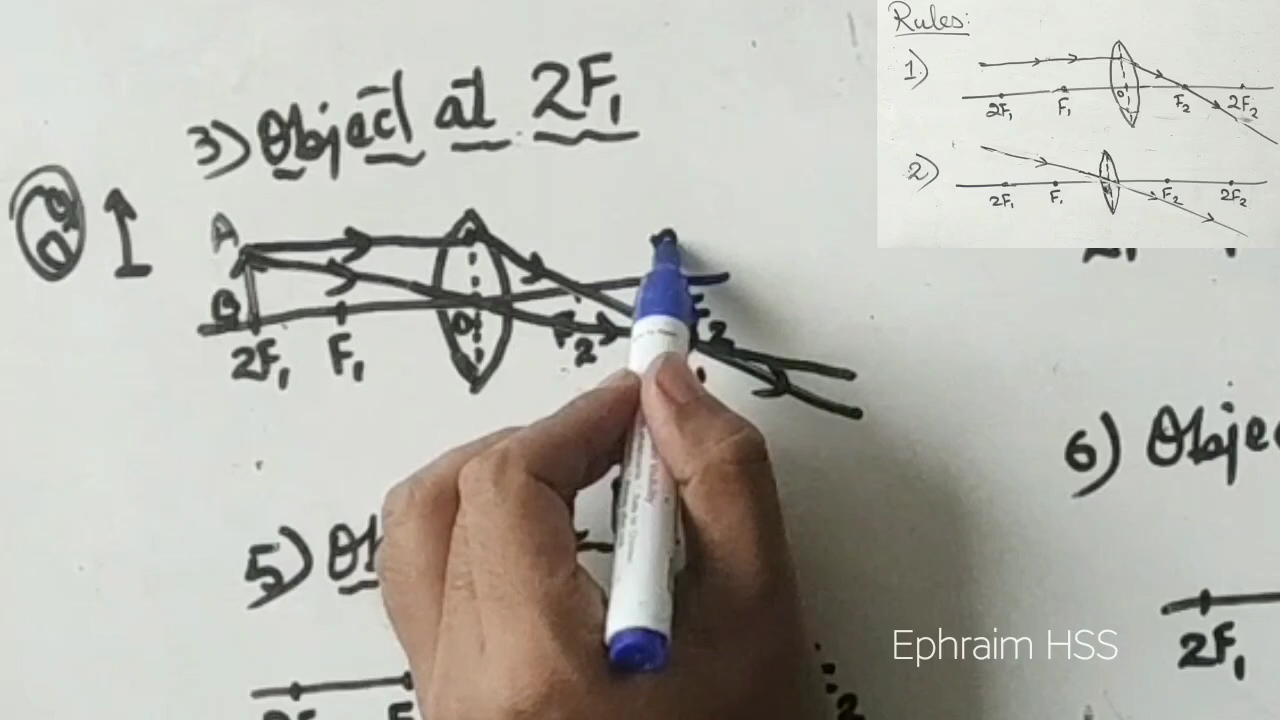 Rules:
1)
2F₁ F₁ O F₂ 2F₂
2)
2F₁ F₁ F₂ 2F₂
3) Object at 2F₁
A
B
O
2F₁ F₁ F₂
5) Ob
6) Obje
2F₁
Ephraim HSS